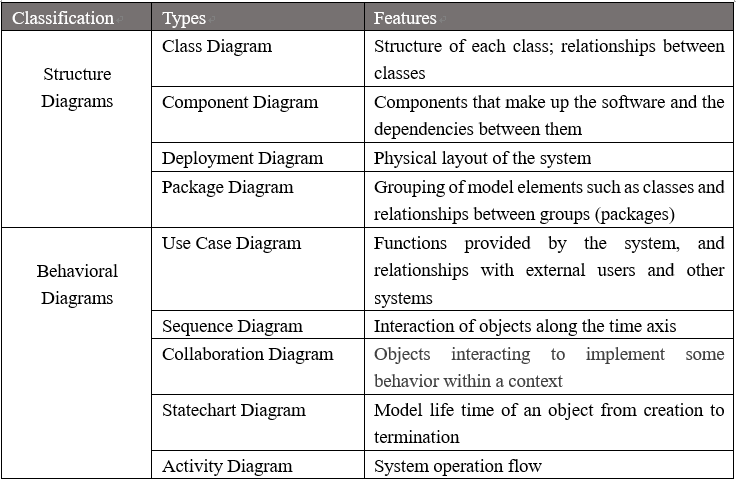 Classification Types Features
Structure
Diagrams
Class Diagram Structure of each class; relationships between
classes
Component Diagram Components that make up the software and the
dependencies between them
Deployment Diagram Physical layout of the system
Package Diagram Grouping of model elements such as classes and
relationships between groups (packages)
Behavioral
Diagrams
Use Case Diagram Functions provided by the system, and
relationships with external users and other
systems
Sequence Diagram Interaction of objects along the time axis
Collaboration Diagram Objects interacting to implement some
behavior within a context
Statechart Diagram Model life time of an object from creation to
termination
Activity Diagram System operation flow